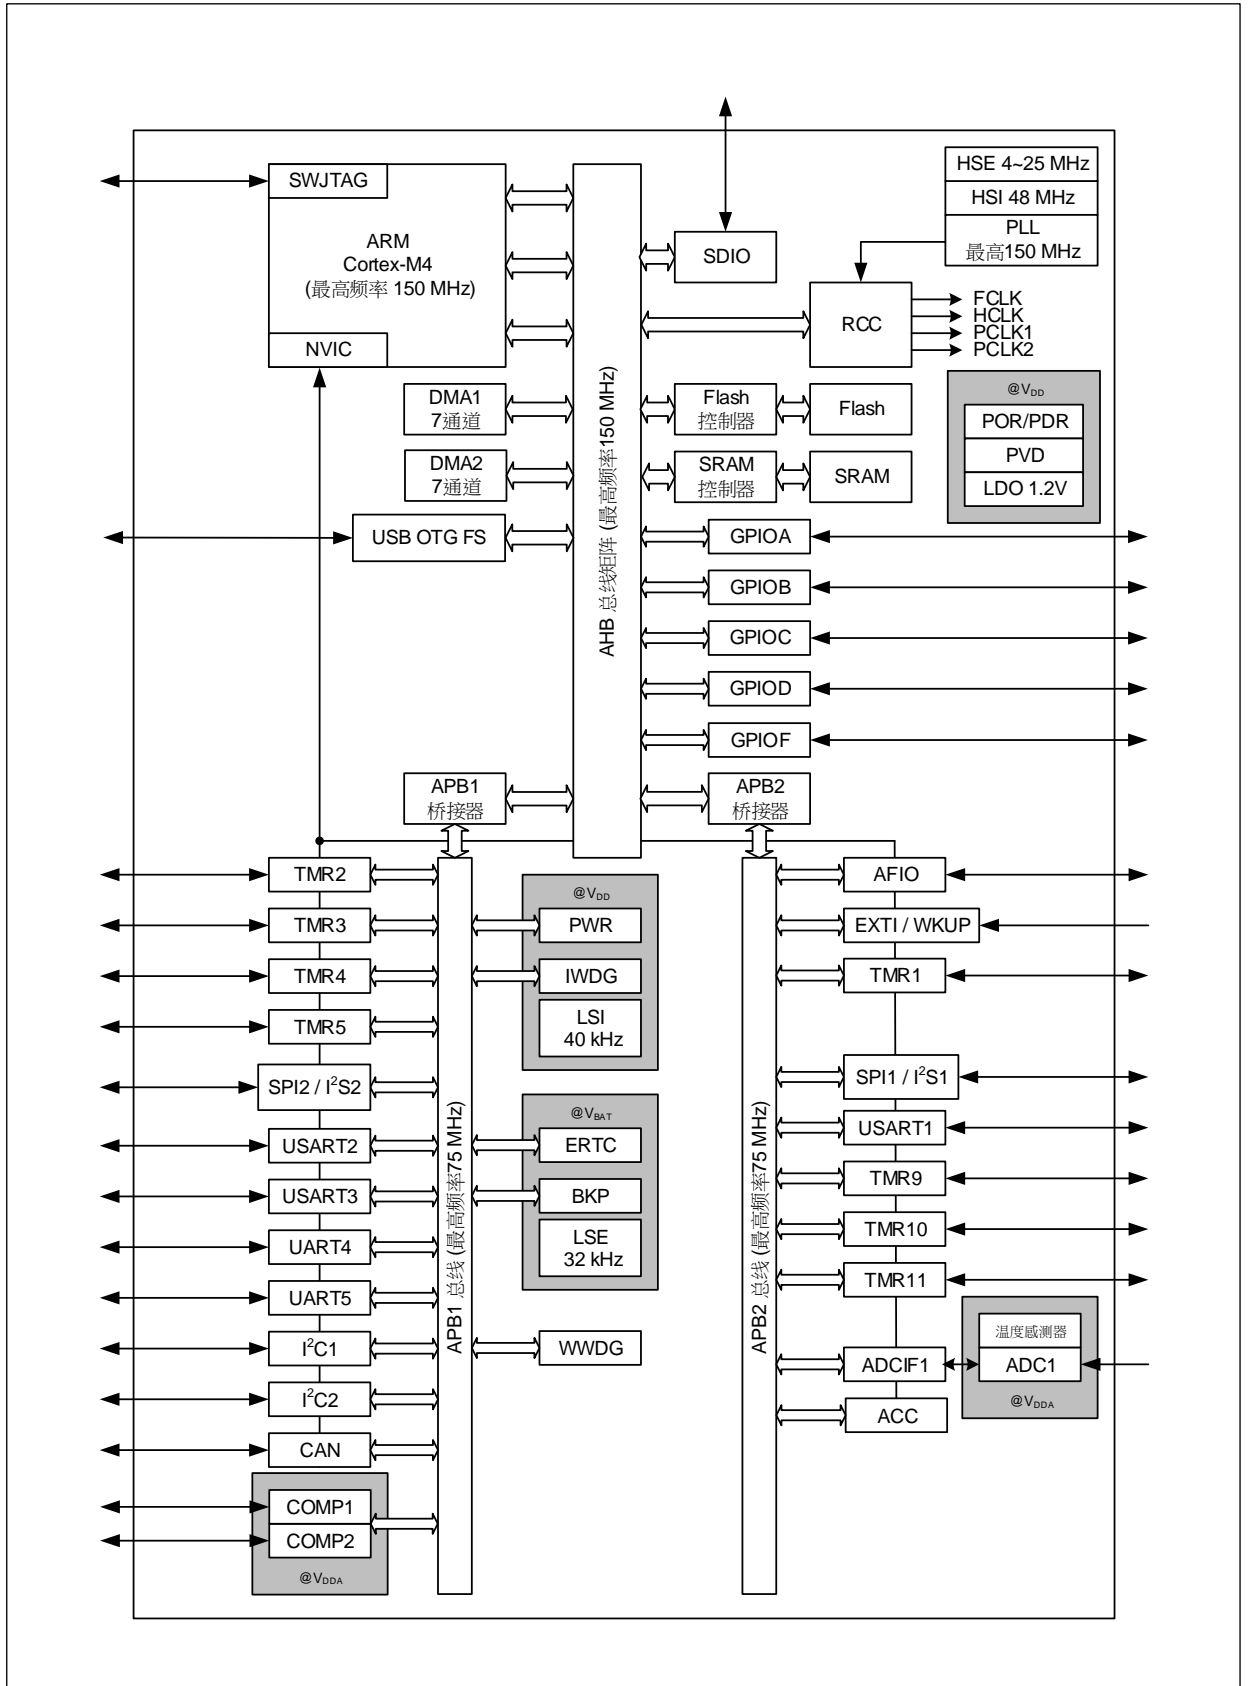 HSE 4~25 MHz
HSI 48 MHz
PLL
最高150 MHz
SWJTAG
ARM
Cortex-M4
(最高频率 150 MHz)
NVIC
SDIO
RCC
FCLK
HCLK
PCLK1
PCLK2
DMA1
7通道
DMA2
7通道
USB OTG FS
AHB 总线矩阵 (最高频率150 MHz)
Flash
控制器
Flash
SRAM
控制器
SRAM
@VDD
POR/PDR
PVD
LDO 1.2V
GPIOA
GPIOB
GPIOC
GPIOD
GPIOF
APB1
桥接器
APB2
桥接器
TMR2
TMR3
TMR4
TMR5
SPI2 / I²S2
USART2
USART3
UART4
UART5
I²C1
I²C2
CAN
COMP1
COMP2
@VDDA
APB1 总线 (最高频率75 MHz)
@VDD
PWR
IWDG
LSI
40 kHz
@VBAT
ERTC
BKP
LSE
32 kHz
WWDG
APB2 总线 (最高频率75 MHz)
AFIO
EXTI / WKUP
TMR1
SPI1 / I²S1
USART1
TMR9
TMR10
TMR11
ADCIF1
ACC
温度感测器
ADC1
@VDDA